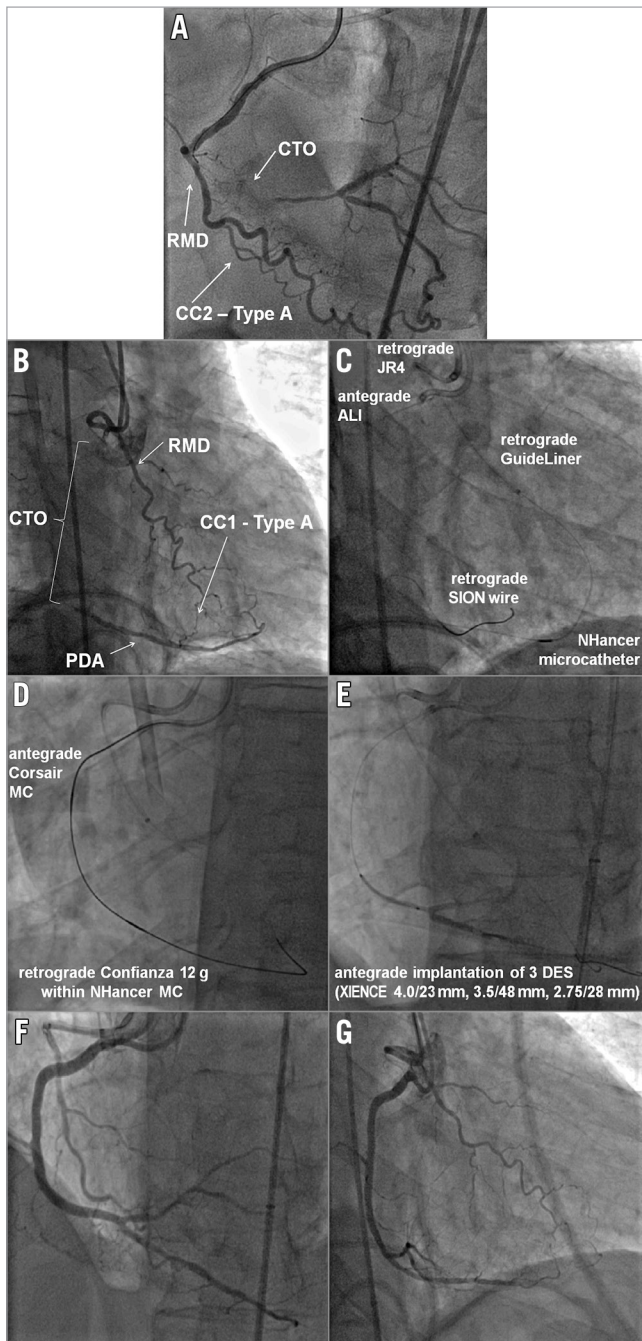 A
CTO
RMD
CC2 – Type A
B
RMD
CTO
CC1 - Type A
PDA
C
retrograde
JR4
antegrade
ALI
retrograde
GuideLiner
retrograde
SION wire
NHancer
microcatheter
D
antegrade
Corsair
MC
retrograde Confianza 12 g
within NHancer MC
E
antegrade implantation of 3 DES
(XIENCE 4.0/23 mm, 3.5/48 mm, 2.75/28 mm)
F
G